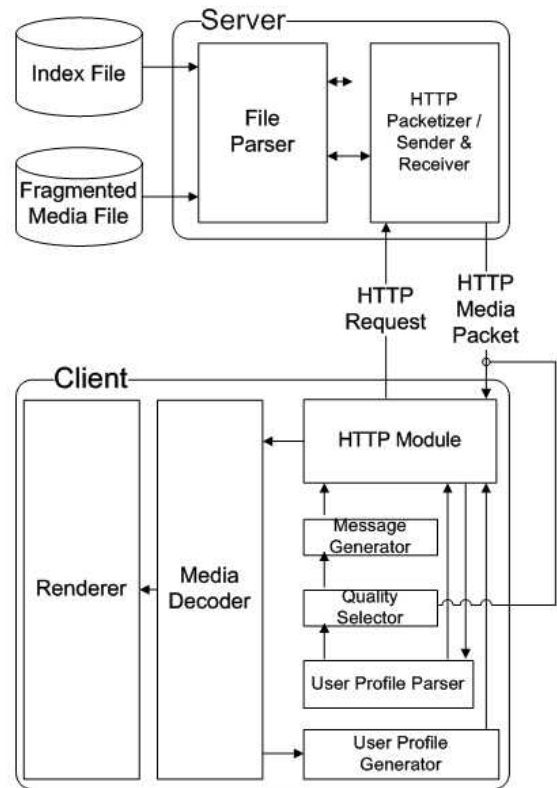 Server
Index File
Fragmented
Media File
File
Parser
HTTP
Packetizer /
Sender &
Receiver
HTTP
Request
HTTP
Media
Packet
Client
Renderer
Media
Decoder
HTTP Module
Message
Generator
Quality
Selector
User Profile Parser
User Profile
Generator